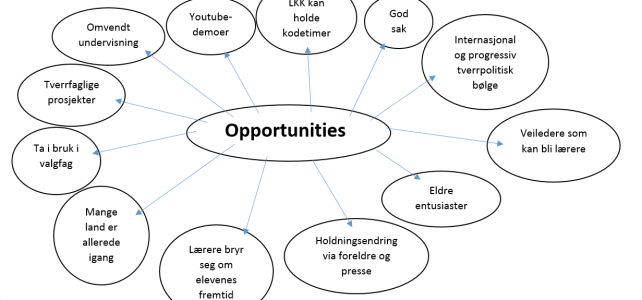 LKK kan
holde
kodetimer
God
sak
Youtube-
demoer
Omvendt
undervisning
Internasjonal
og progressiv
tverrpolitisk
bølge
Tverrfaglige
prosjekter
Opportunities
Veiledere som
kan bli lærere
Ta i bruk i
valgfag
Eldre
entusiaster
Mange
land er
allerede
igang
Lærere bryr
seg om
elevenes
fremtid
Holdningsendring
via foreldre og
presse